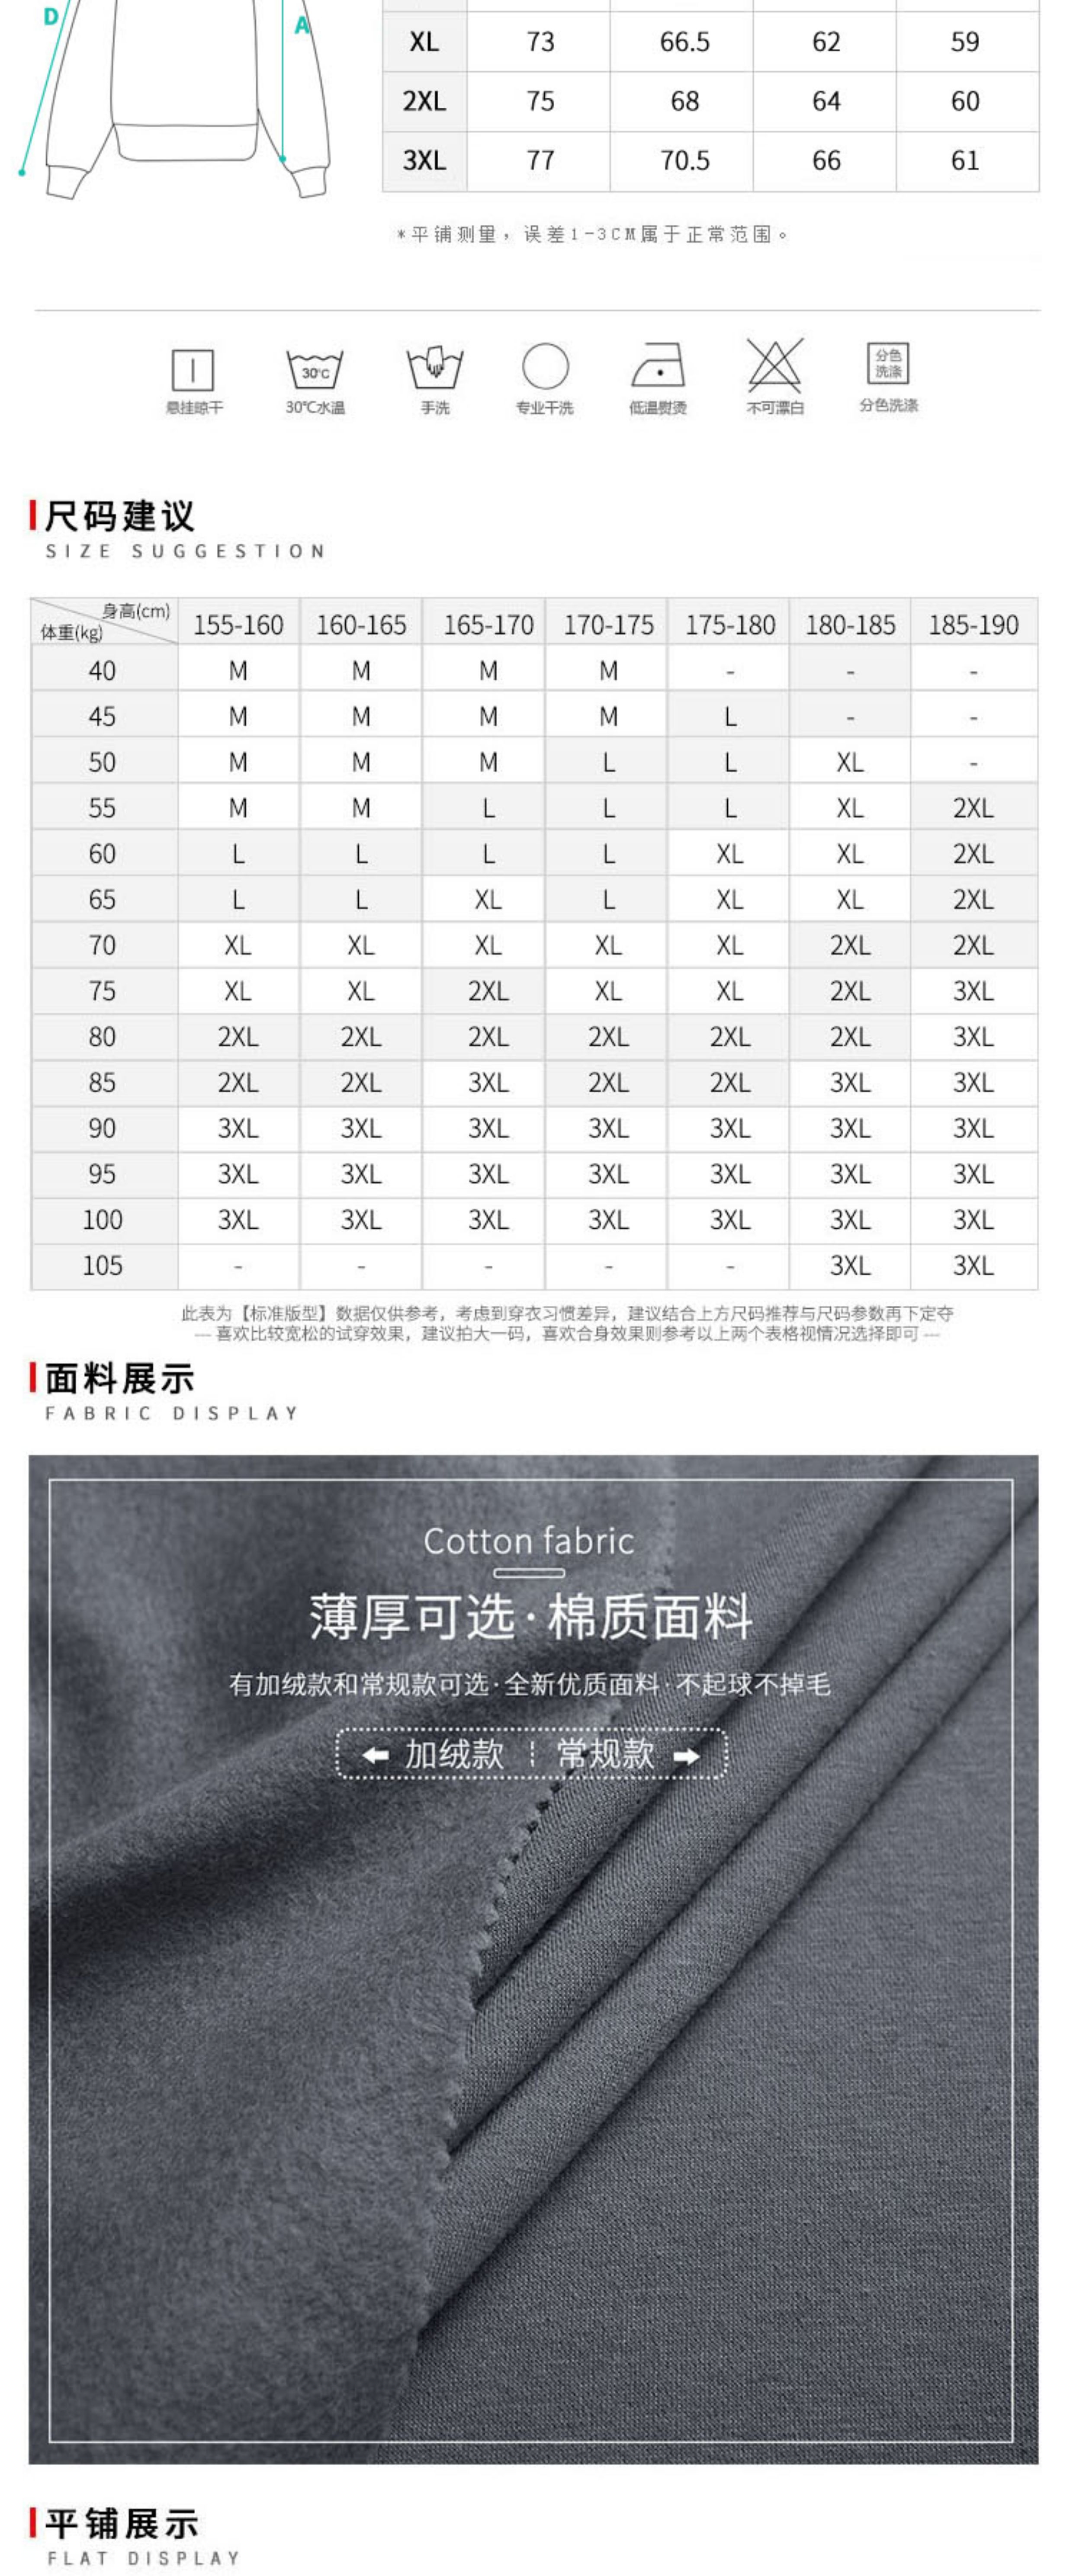 D
A
XL 73 66.5 62 59
2XL 75 68 64 60
3XL 77 70.5 66 61
*平铺测量，误差1-3CM属于正常范围。
30℃
分色
洗涤
悬挂晾干 30℃水温 手洗 专业干洗 低温熨烫 不可漂白 分色洗涤
尺码建议
SIZE SUGGESTION
身高(cm)
体重(kg)
155-160 160-165 165-170 170-175 175-180 180-185 185-190
40 M M M M - - -
45 M M M M L - -
50 M M M L L XL -
55 M M L L L XL 2XL
60 L L L L XL XL 2XL
65 L L XL L XL XL 2XL
70 XL XL XL XL XL 2XL 2XL
75 XL XL 2XL XL XL 2XL 3XL
80 2XL 2XL 2XL 2XL 2XL 2XL 3XL
85 2XL 2XL 3XL 2XL 2XL 3XL 3XL
90 3XL 3XL 3XL 3XL 3XL 3XL 3XL
95 3XL 3XL 3XL 3XL 3XL 3XL 3XL
100 3XL 3XL 3XL 3XL 3XL 3XL 3XL
105 - - - - - 3XL 3XL
此表为【标准版型】数据仅供参考，考虑到穿衣习惯差异，建议结合上方尺码推荐与尺码参数再下定夺
--- 喜欢比较宽松的试穿效果，建议拍大一码，喜欢合身效果则参考以上两个表格视情况选择即可 ---
面料展示
FABRIC DISPLAY
Cotton fabric
薄厚可选·棉质面料
有加绒款和常规款可选·全新优质面料·不起球不掉毛
加绒款 常规款
平铺展示
FLAT DISPLAY